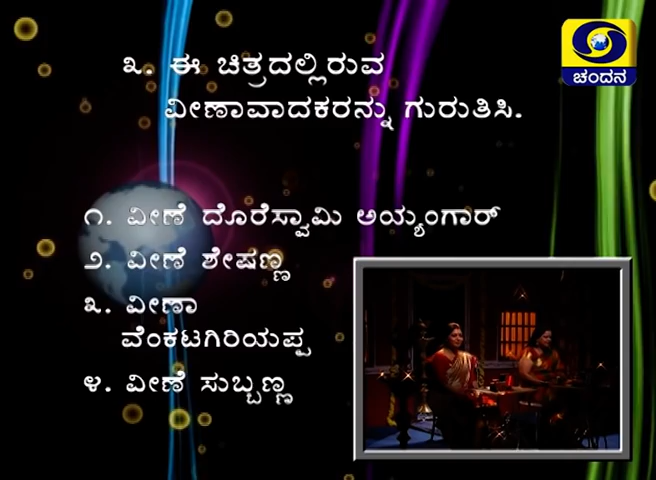 ಚಂದನ
೩. ಈ ಚಿತ್ರದಲ್ಲಿರುವ
ವೀಣಾವಾದಕರನ್ನು ಗುರುತಿಸಿ.
೧. ವೀಣೆ ದೊರೆಸ್ವಾಮಿ ಅಯ್ಯಂಗಾರ್
೨. ವೀಣೆ ಶೇಷಣ್ಣ
೩. ವೀಣಾ
ವೆಂಕಟಗಿರಿಯಪ್ಪ
೪. ವೀಣೆ ಸುಬ್ಬಣ್ಣ